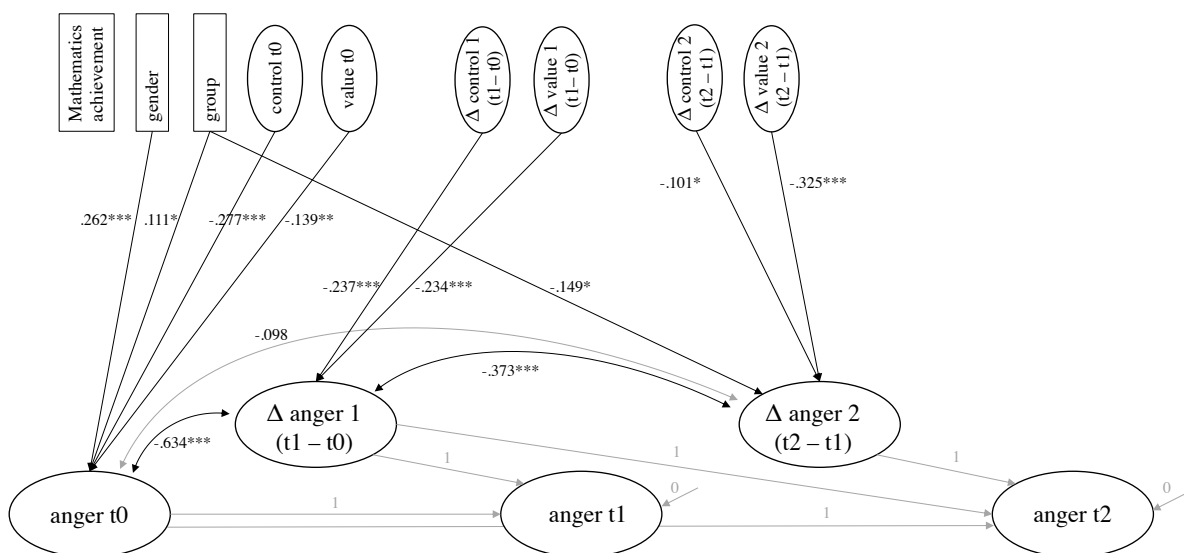 Mathematics
achievement
gender
group
control t0
value t0
Δ control 1
(t1– t0)
Δ value 1
(t1– t0)
Δ control 2
(t2 – t1)
Δ value 2
(t2 – t1)
-.101*
-.325***
.262***
.111*
-.277***
-.139**
-.237***
-.234***
-.149*
-.098
-.373***
Δ anger 1
(t1 – t0)
Δ anger 2
(t2 – t1)
-.634***
1
1
1
0
0
1
1
anger t0
anger t1
anger t2